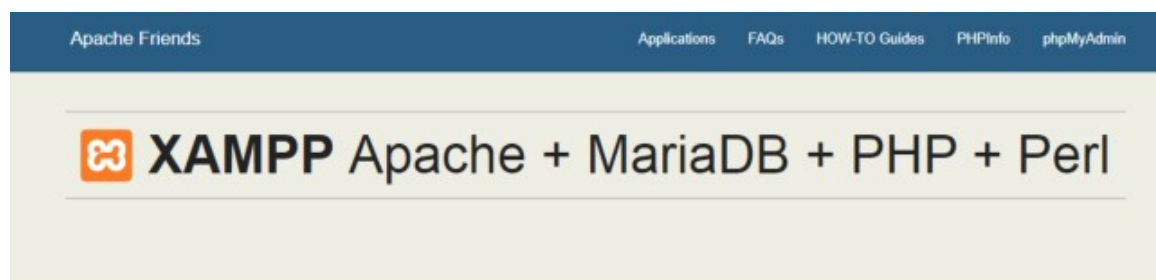 Apache Friends Applications FAQs HOW-TO Guides PHPInfo phpMyAdmin
XAMPP Apache + MariaDB + PHP + Perl